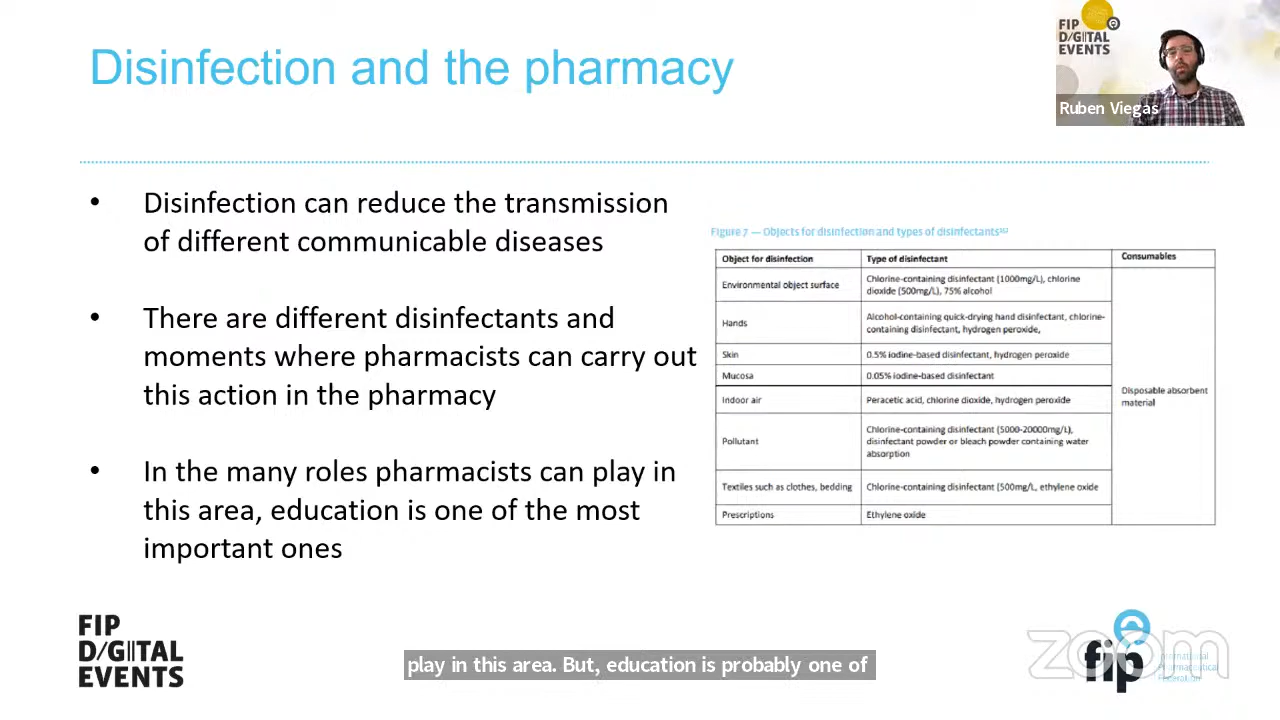 Disinfection and the pharmacy
FIP
D/GITAL
EVENTS
Ruben Viegas
• Disinfection can reduce the transmission
of different communicable diseases
• There are different disinfectants and
moments where pharmacists can carry out
this action in the pharmacy
• In the many roles pharmacists can play in
this area, education is one of the most
important ones
Figure 7 — Objects for disinfection and types of disinfectants
Object for disinfection Type of disinfectant Consumables
Environmental object surface Chlorine-containing disinfectant (1000mg/L), chlorine
dioxide (500mg/L), 75% alcohol
Hands Alcohol-containing quick-drying hand disinfectant, chlorine-
containing disinfectant, hydrogen peroxide,
Skin 0.5% iodine-based disinfectant, hydrogen peroxide
Mucosa 0.05% iodine-based disinfectant
Indoor air Peracetic acid, chlorine dioxide, hydrogen peroxide
Disposable absorbent
material
Pollutant Chlorine-containing disinfectant (5000-20000mg/L),
disinfectant powder or bleach powder containing water
absorption
Textiles such as clothes, bedding Chlorine-containing disinfectant (500mg/L, ethylene oxide
Prescriptions Ethylene oxide
FIP
D/GITAL
EVENTS
play in this area. But, education is probably one of
zoom
fip
International
Pharmaceutical
Federation